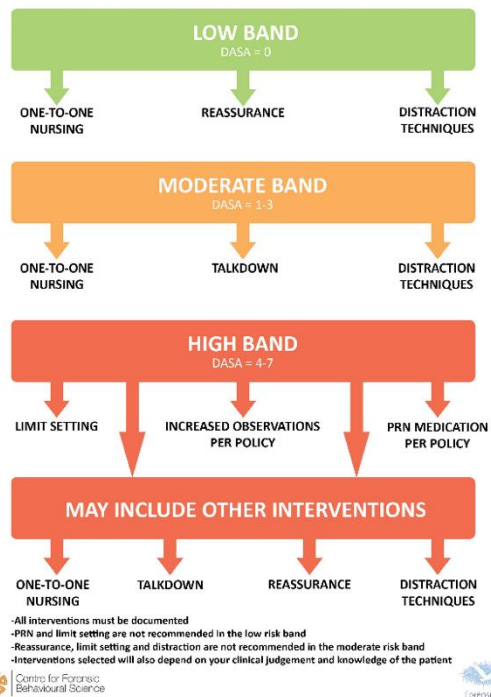 LOW BAND
DASA = 0
ONE-TO-ONE
NURSING
REASSURANCE
DISTRACTION
TECHNIQUES
MODERATE BAND
DASA = 1-3
ONE-TO-ONE
NURSING
TALKDOWN
DISTRACTION
TECHNIQUES
HIGH BAND
DASA = 4-7
LIMIT SETTING
INCREASED OBSERVATIONS
PER POLICY
PRN MEDICATION
PER POLICY
MAY INCLUDE OTHER INTERVENTIONS
ONE-TO-ONE
NURSING
TALKDOWN
REASSURANCE
DISTRACTION
TECHNIQUES
-All interventions must be documented
-PRN and limit setting are not recommended in the low risk band
-Reassurance, limit setting and distraction are not recommended in the moderate risk band
-Interventions selected will also depend on your clinical judgement and knowledge of the patient
Centre for Forensic
Behavioural Science